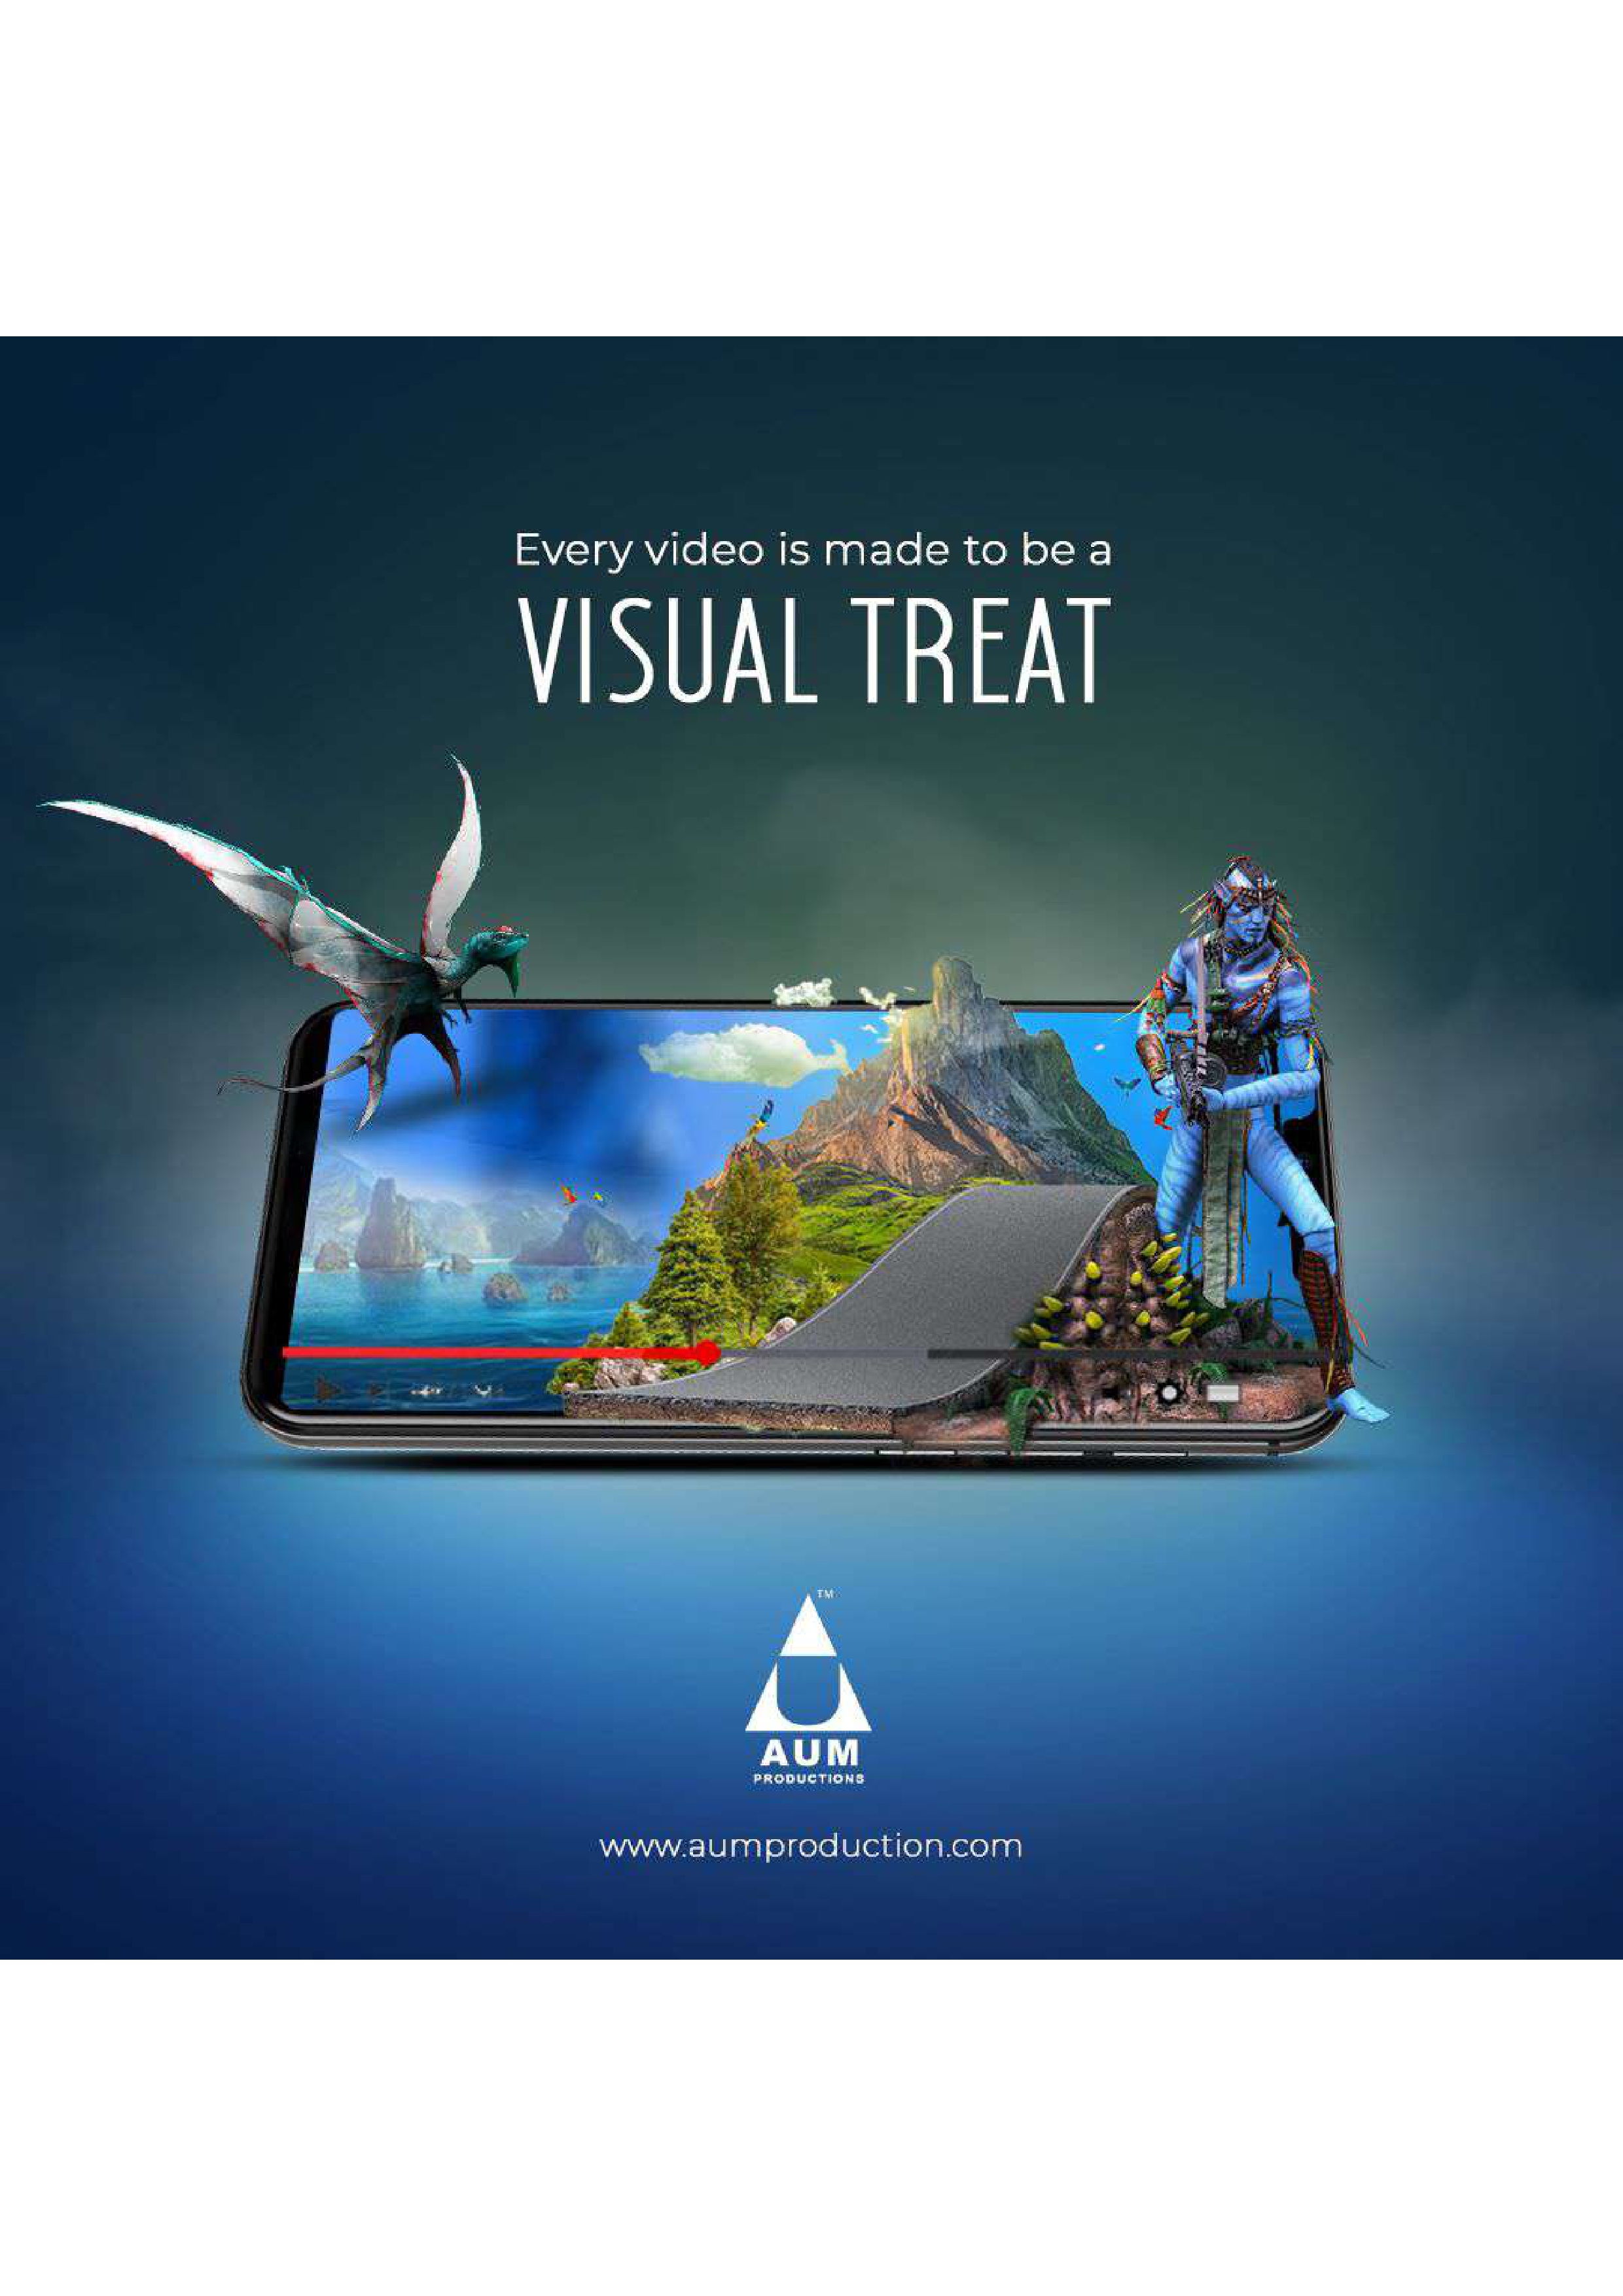 Every video is made to be a
VISUAL TREAT
TM
AUM
PRODUCTIONS
www.aumproduction.com